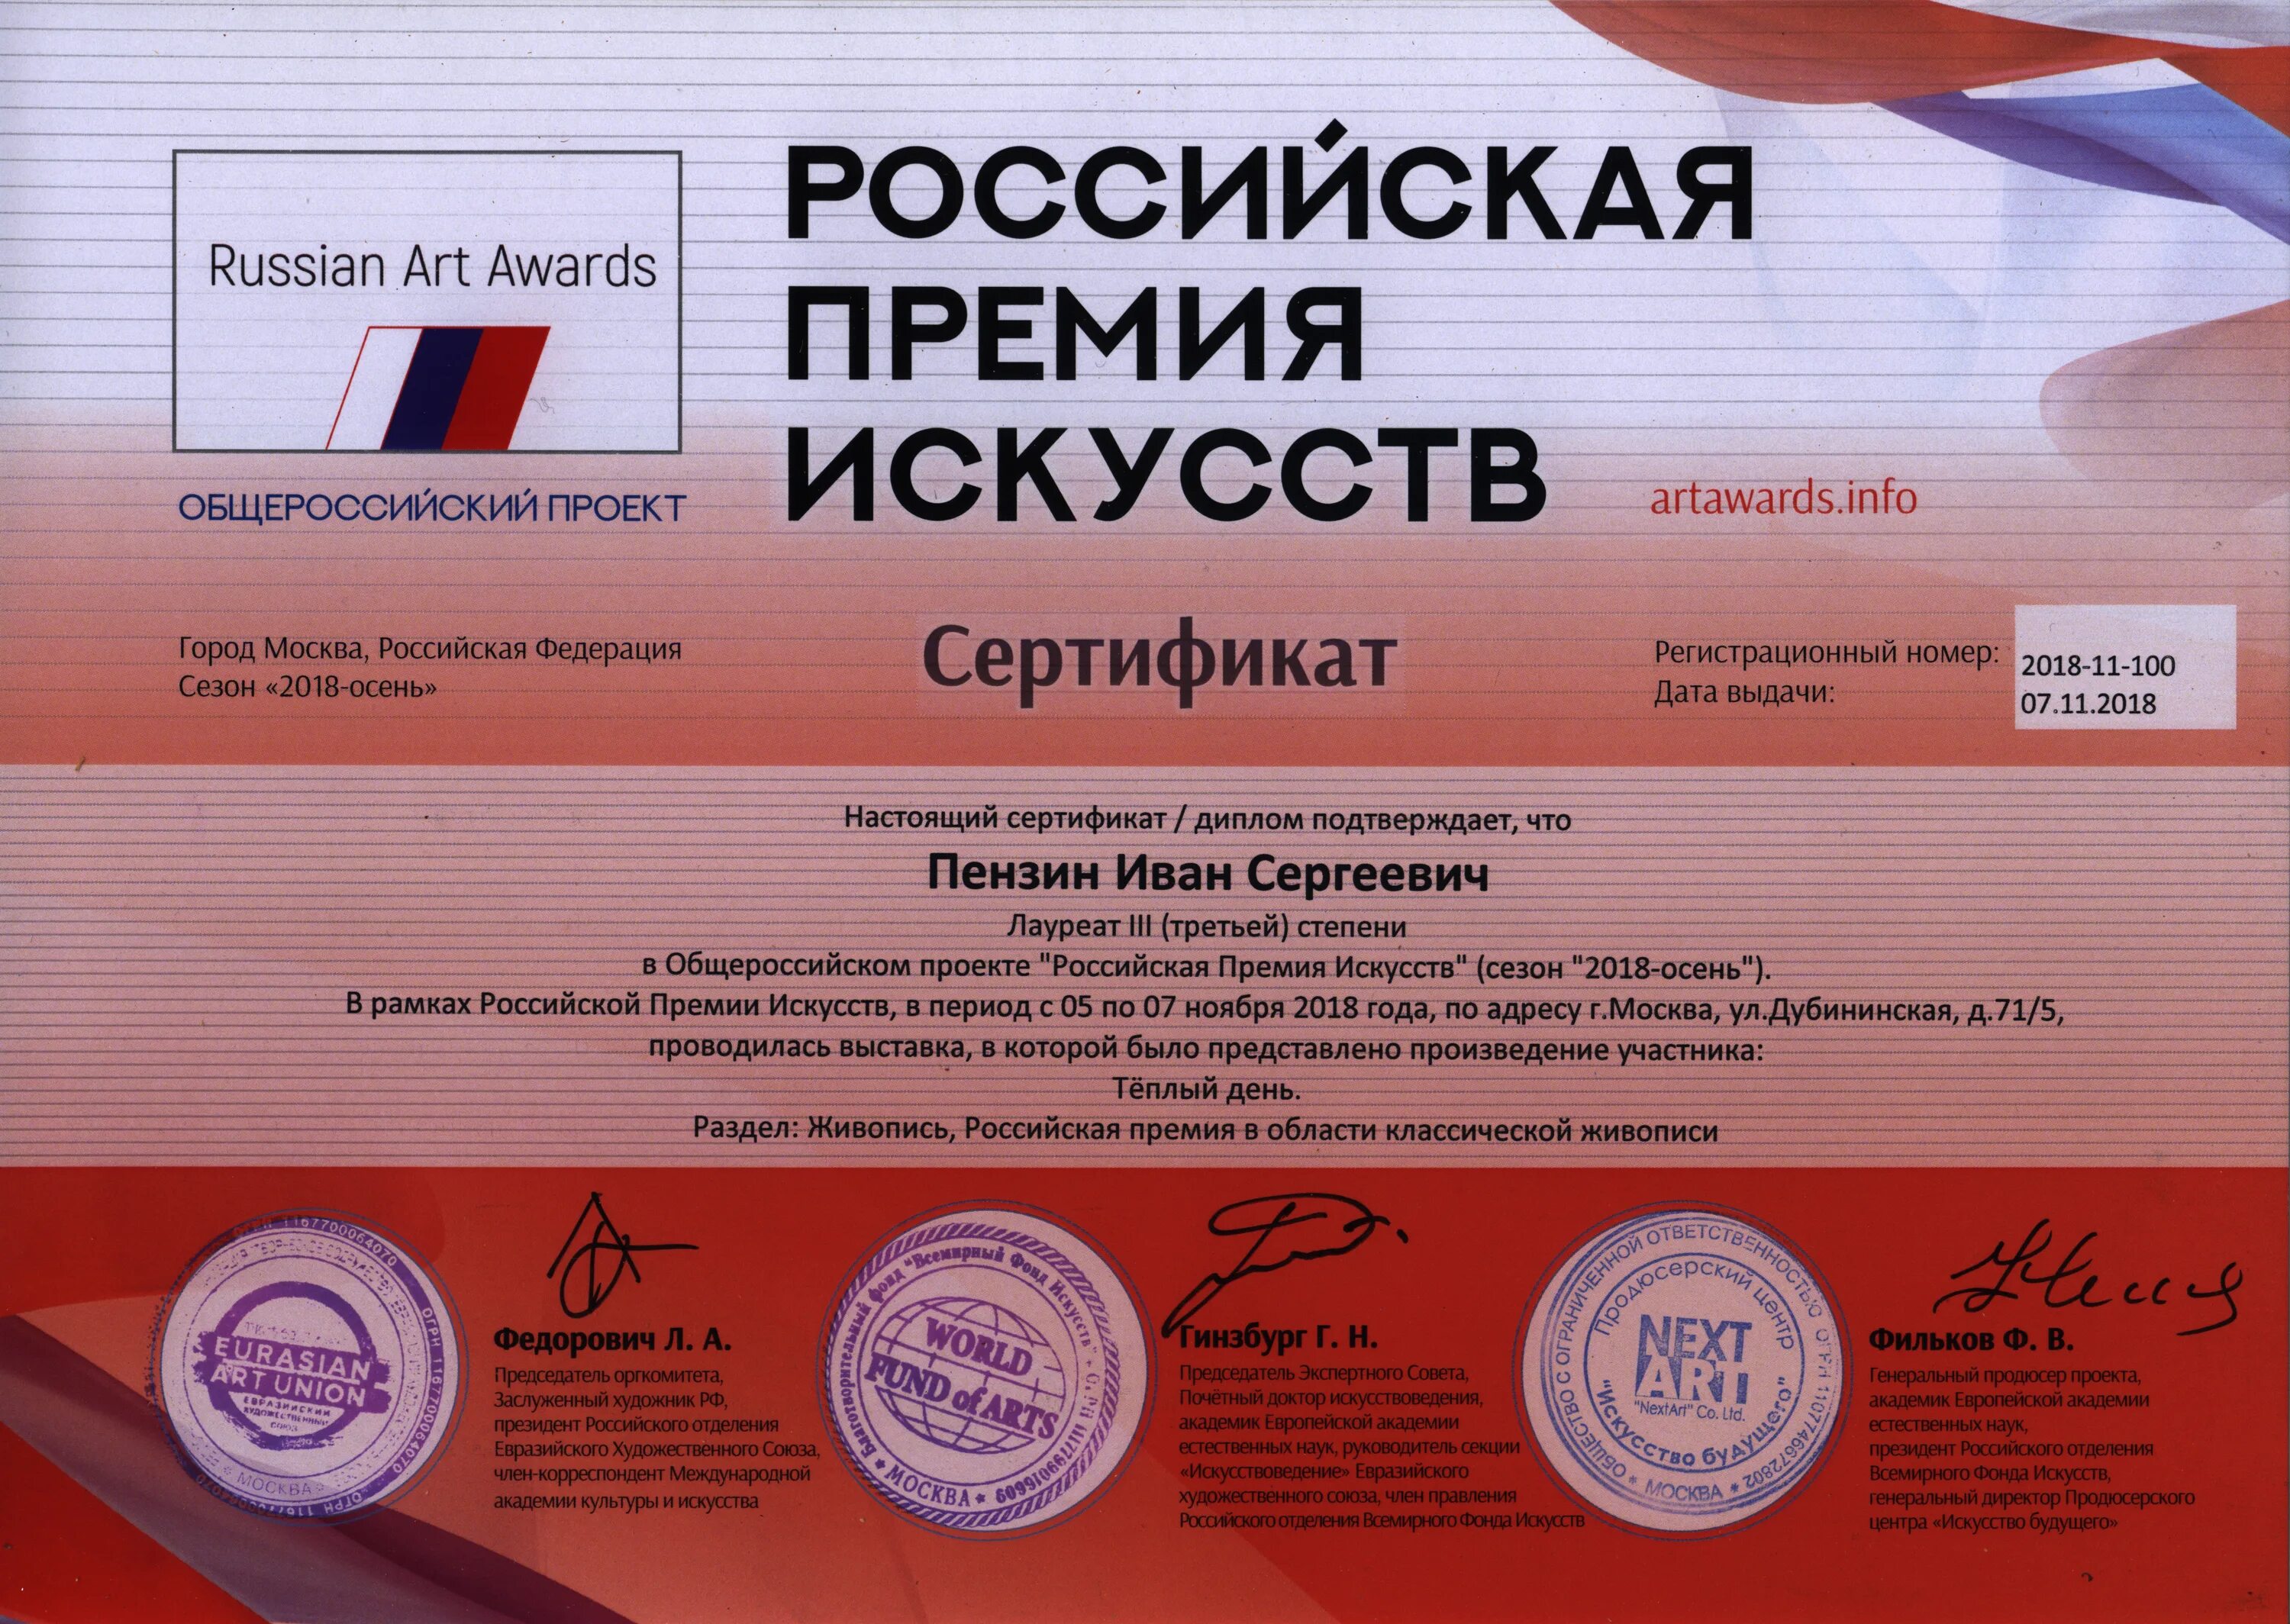 Russian Art Awards
ОБЩЕРОССИЙСКИЙ ПРОЕКТ
РОССИЙСКАЯ
ПРЕМИЯ
ИСКУССТВ
artawards.info
Город Москва, Российская Федерация
Сезон «2018-осень»
Сертификат
Регистрационный номер: 2018-11-100
Дата выдачи: 07.11.2018
Настоящий сертификат / диплом подтверждает, что
Пензин Иван Сергеевич
Лауреат III (третьей) степени
в Общероссийском проекте "Российская Премия Искусств" (сезон "2018-осень").
В рамках Российской Премии Искусств, в период с 05 по 07 ноября 2018 года, по адресу г.Москва, ул.Дубининская, д.71/5,
проводилась выставка, в которой было представлено произведение участника:
Тёплый день.
Раздел: Живопись, Российская премия в области классической живописи
ОГРН 1167700064070
ОГРН 1167700064070
EURASIAN
ART UNION
ЕВРАЗИЙСКИЙ
ХУДОЖЕСТВЕННЫЙ
СОЮЗ
* МОСКВА *
Федорович Л. А.
Председатель оргкомитета,
Заслуженный художник РФ,
президент Российского отделения
Евразийского Художественного Союза,
член-корреспондент Международной
академии культуры и искусства
Благотворительный фонд "Всемирный Фонд Искусств"
WORLD
FUND of ARTS
* МОСКВА *
Гинзбург Г. Н.
Председатель Экспертного Совета,
Почётный доктор искусствоведения,
академик Европейской академии
естественных наук, руководитель секции
«Искусствоведение» Евразийского
художественного союза, член правления
Российского отделения Всемирного Фонда Искусств
ОБЩЕСТВО С ОГРАНИЧЕННОЙ ОТВЕТСТВЕННОСТЬЮ ОГРН 1107746672802
* МОСКВА *
Продюсерский центр
NEXT
ART
"NextArt" Co. Ltd.
"Искусство будущего"
Фильков Ф. В.
Генеральный продюсер проекта,
академик Европейской академии
естественных наук,
президент Российского отделения
Всемирного Фонда Искусств,
генеральный директор Продюсерского
центра «Искусство будущего»